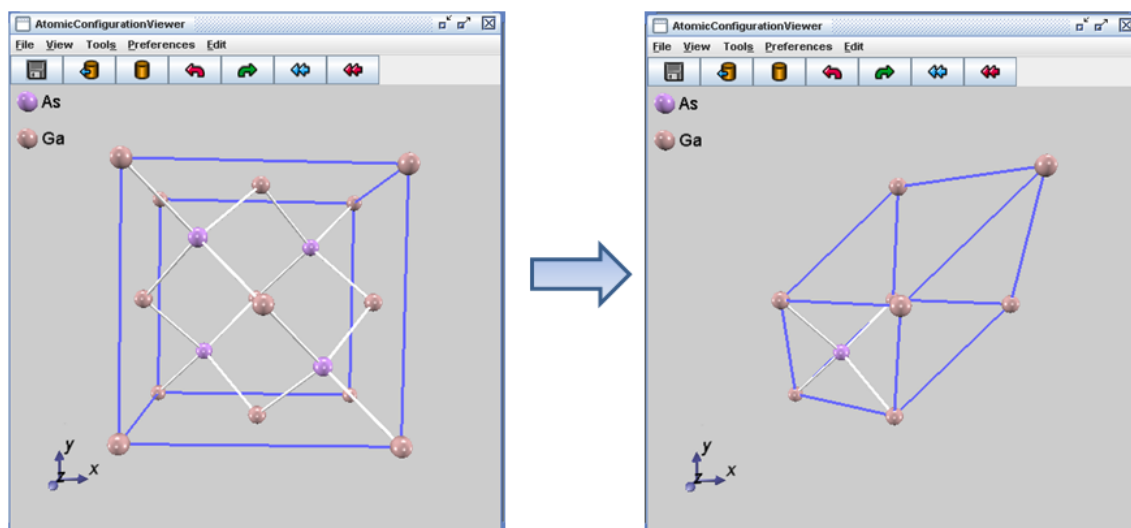 AtomicConfigurationViewer
File View Tools Preferences Edit
As
Ga
y
z x
AtomicConfigurationViewer
File View Tools Preferences Edit
As
Ga
y
z x